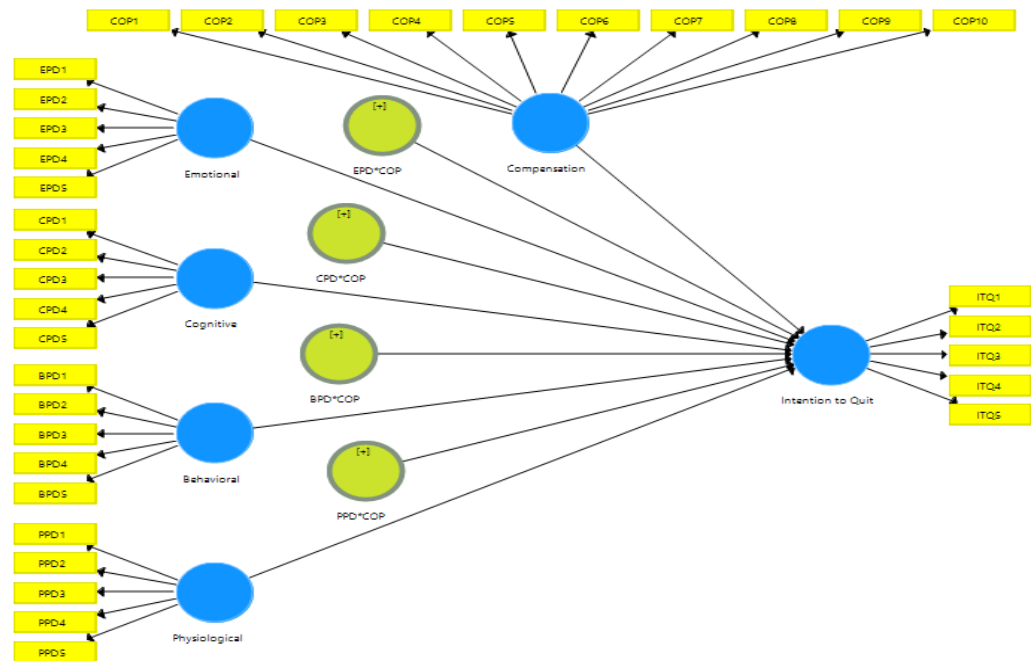 COP1
COP2
COP3
COP4
COP5
COP6
COP7
COP8
COP9
COP10
EPD1
EPD2
EPD3
EPD4
EPD5
Emotional
[+]
EPD*COP
Compensation
CPD1
CPD2
CPD3
CPD4
CPD5
Cognitive
[+]
CPD*COP
BPD1
BPD2
BPD3
BPD4
BPD5
Behavioral
[+]
BPD*COP
PPD1
PPD2
PPD3
PPD4
PPD5
Physiological
[+]
PPD*COP
Intention to Quit
ITQ1
ITQ2
ITQ3
ITQ4
ITQ5